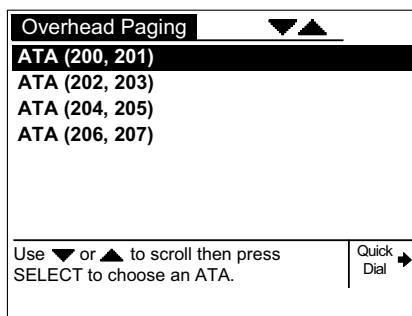 Overhead Paging
ATA (200, 201)
ATA (202, 203)
ATA (204, 205)
ATA (206, 207)
Use ▼ or ▲ to scroll then press
SELECT to choose an ATA.
Quick
Dial